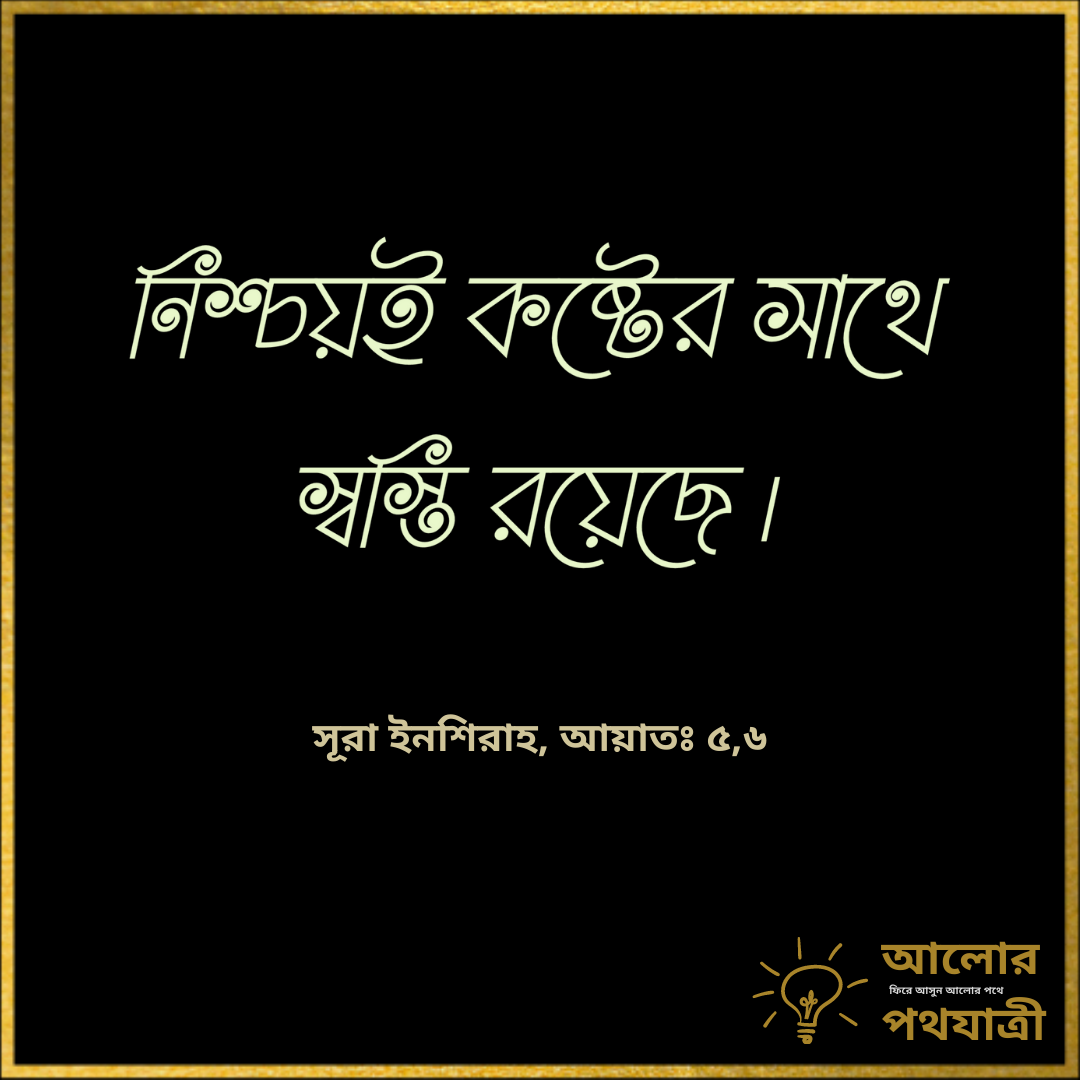 নিশ্চয়ই কষ্টের সাথে
স্বস্তি রয়েছে।
সূরা ইনশিরাহ, আয়াতঃ ৫,৬
আলোর
ফিরে আসুন আলোর পথে
পথযাত্রী